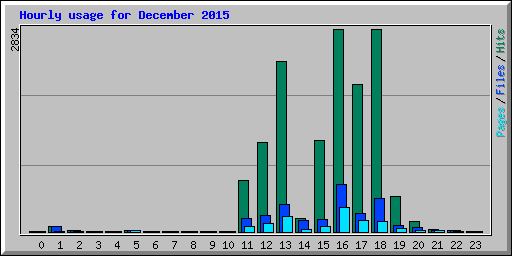 Hourly usage for December 2015
2834
Pages/Files/Hits
0 1 2 3 4 5 6 7 8 9 10 11 12 13 14 15 16 17 18 19 20 21 22 23